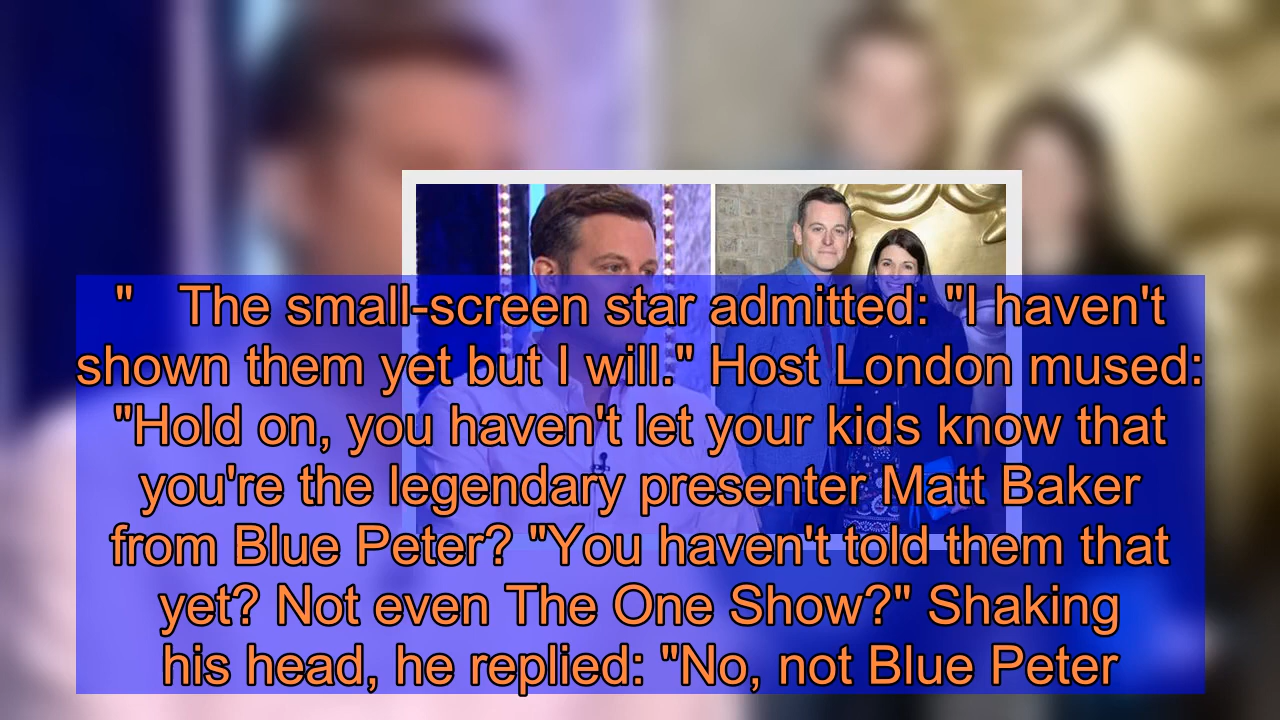 "    The small-screen star admitted: "I haven't
shown them yet but I will."  Host London mused:
"Hold on, you haven't let your kids know that
you're the legendary presenter Matt Baker
from Blue Peter? "You haven't told them that
yet? Not even The One Show?" Shaking
his head, he replied: "No, not Blue Peter